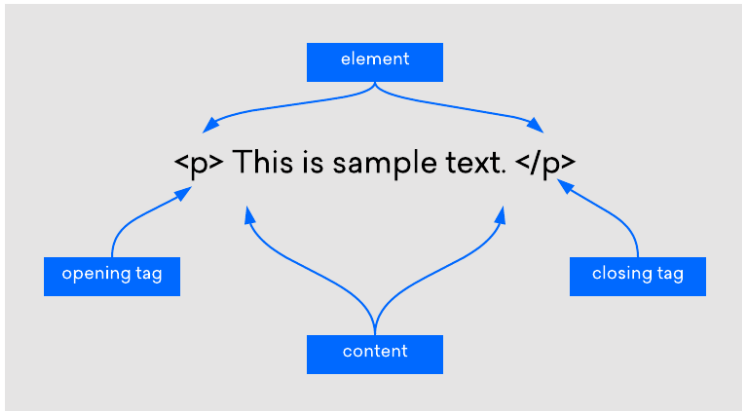 element
<p> This is sample text. </p>
opening tag
closing tag
content